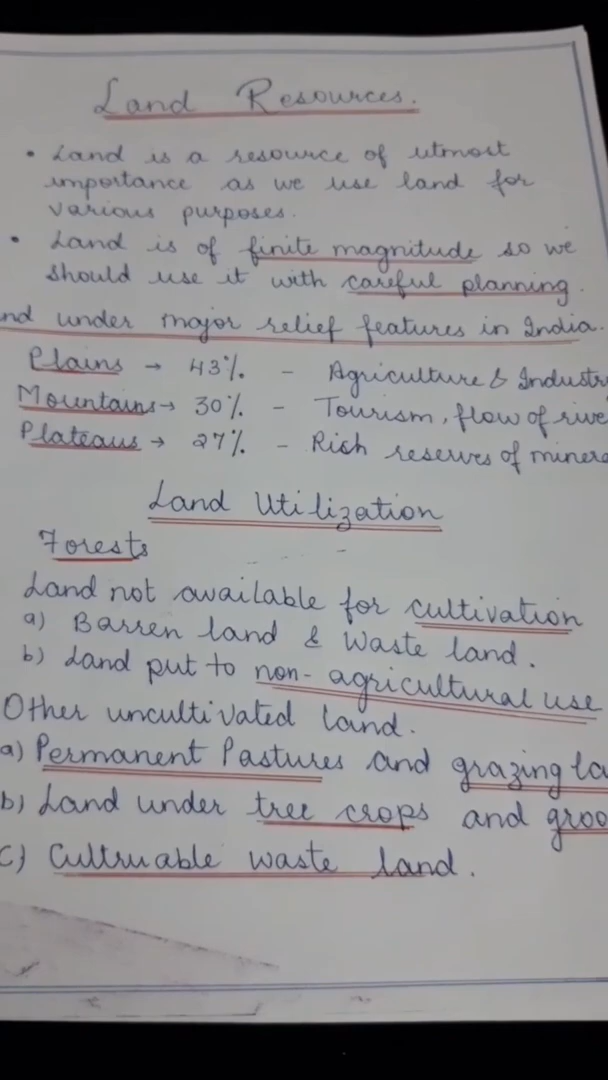 Land Resources.
• Land is a resource of utmost
importance as we use land for
various purposes.
• Land is of finite magnitude so we
should use it with careful planning.
nd under major relief features in India.
Plains → 43% - Agriculture & Industr
Mountains → 30% - Tourism, flow of rive
Plateaus → 27% - Rich reserves of minera
Land Utilization
Forests
Land not available for cultivation
a) Barren land & Waste land.
b) Land put to non-agricultural use
Other uncultivated land.
a) Permanent Pastures and grazing la
b) Land under tree crops and groo
c) Cultruable waste land.